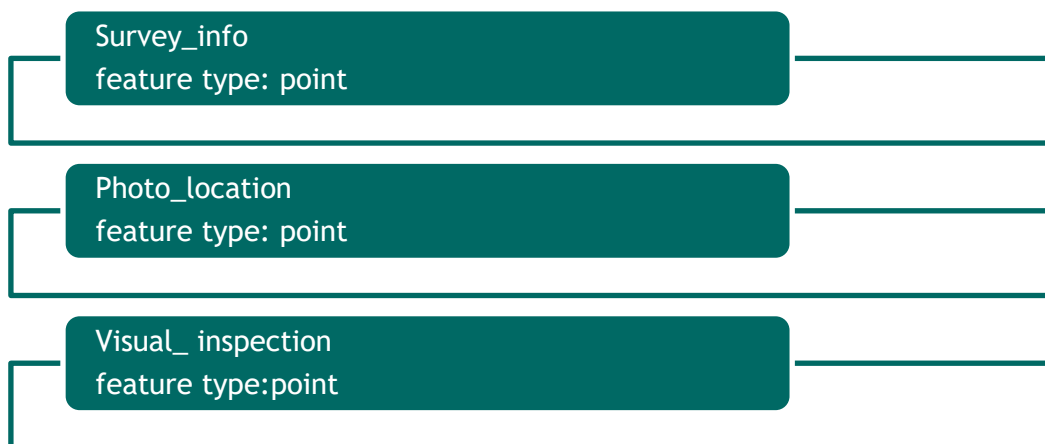 Survey_info
feature type: point
Photo_location
feature type: point
Visual_ inspection
feature type:point